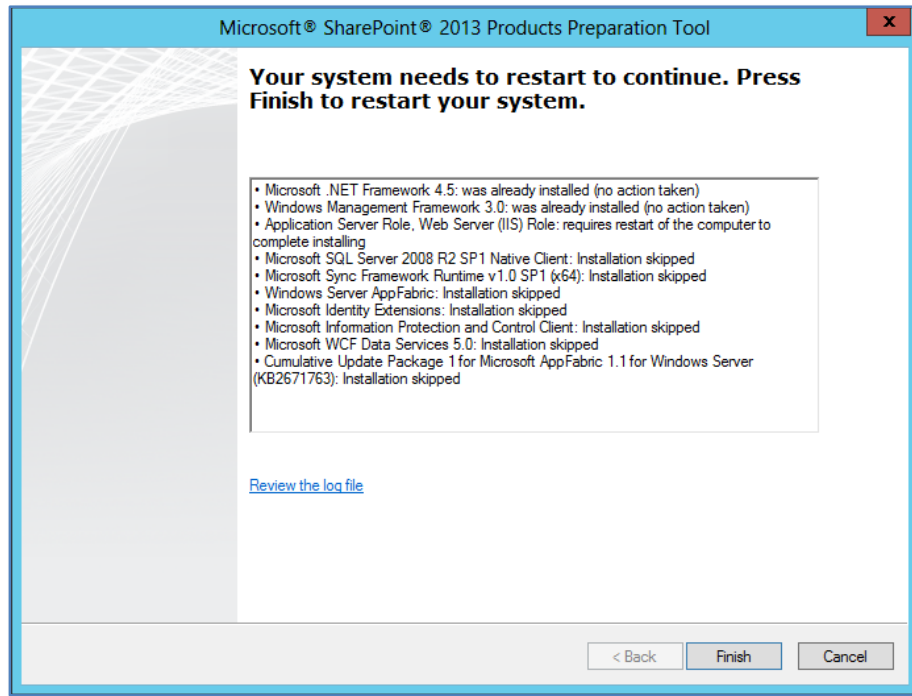 Microsoft® SharePoint® 2013 Products Preparation Tool
x
Your system needs to restart to continue. Press
Finish to restart your system.
• Microsoft .NET Framework 4.5: was already installed (no action taken)
• Windows Management Framework 3.0: was already installed (no action taken)
• Application Server Role, Web Server (IIS) Role: requires restart of the computer to
complete installing
• Microsoft SQL Server 2008 R2 SP1 Native Client: Installation skipped
• Microsoft Sync Framework Runtime v1.0 SP1 (x64): Installation skipped
• Windows Server AppFabric: Installation skipped
• Microsoft Identity Extensions: Installation skipped
• Microsoft Information Protection and Control Client: Installation skipped
• Microsoft WCF Data Services 5.0: Installation skipped
• Cumulative Update Package 1 for Microsoft AppFabric 1.1 for Windows Server
(KB2671763): Installation skipped
Review the log file
< Back Finish Cancel